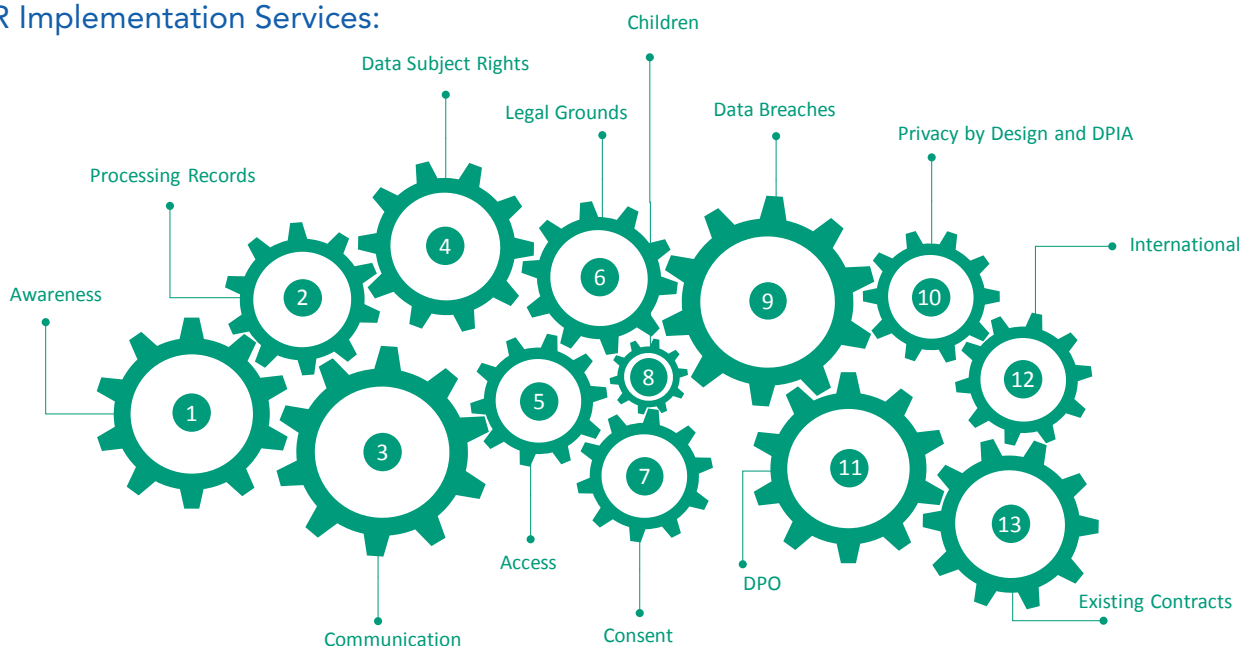 R Implementation Services:
Children
Data Subject Rights
Legal Grounds
Data Breaches
Privacy by Design and DPIA
Processing Records
International
Awareness
4
6
2
9
10
12
8
5
1
3
7
11
13
Access
DPO
Existing Contracts
Communication
Consent